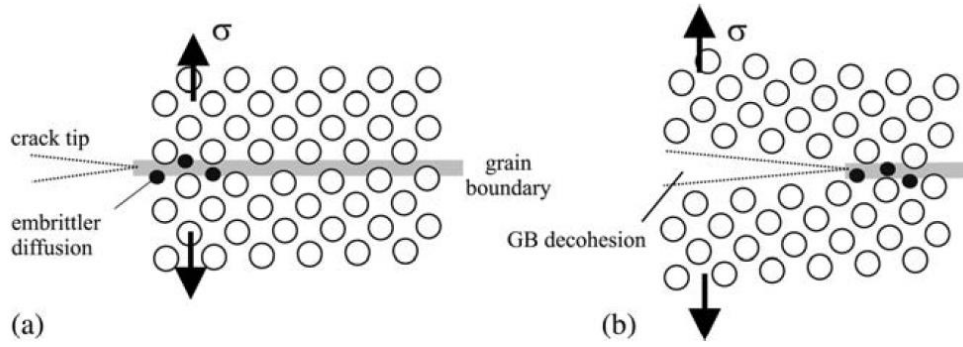 σ
crack tip
embrittler
diffusion
grain
boundary
(a)
σ
GB decohesion
(b)